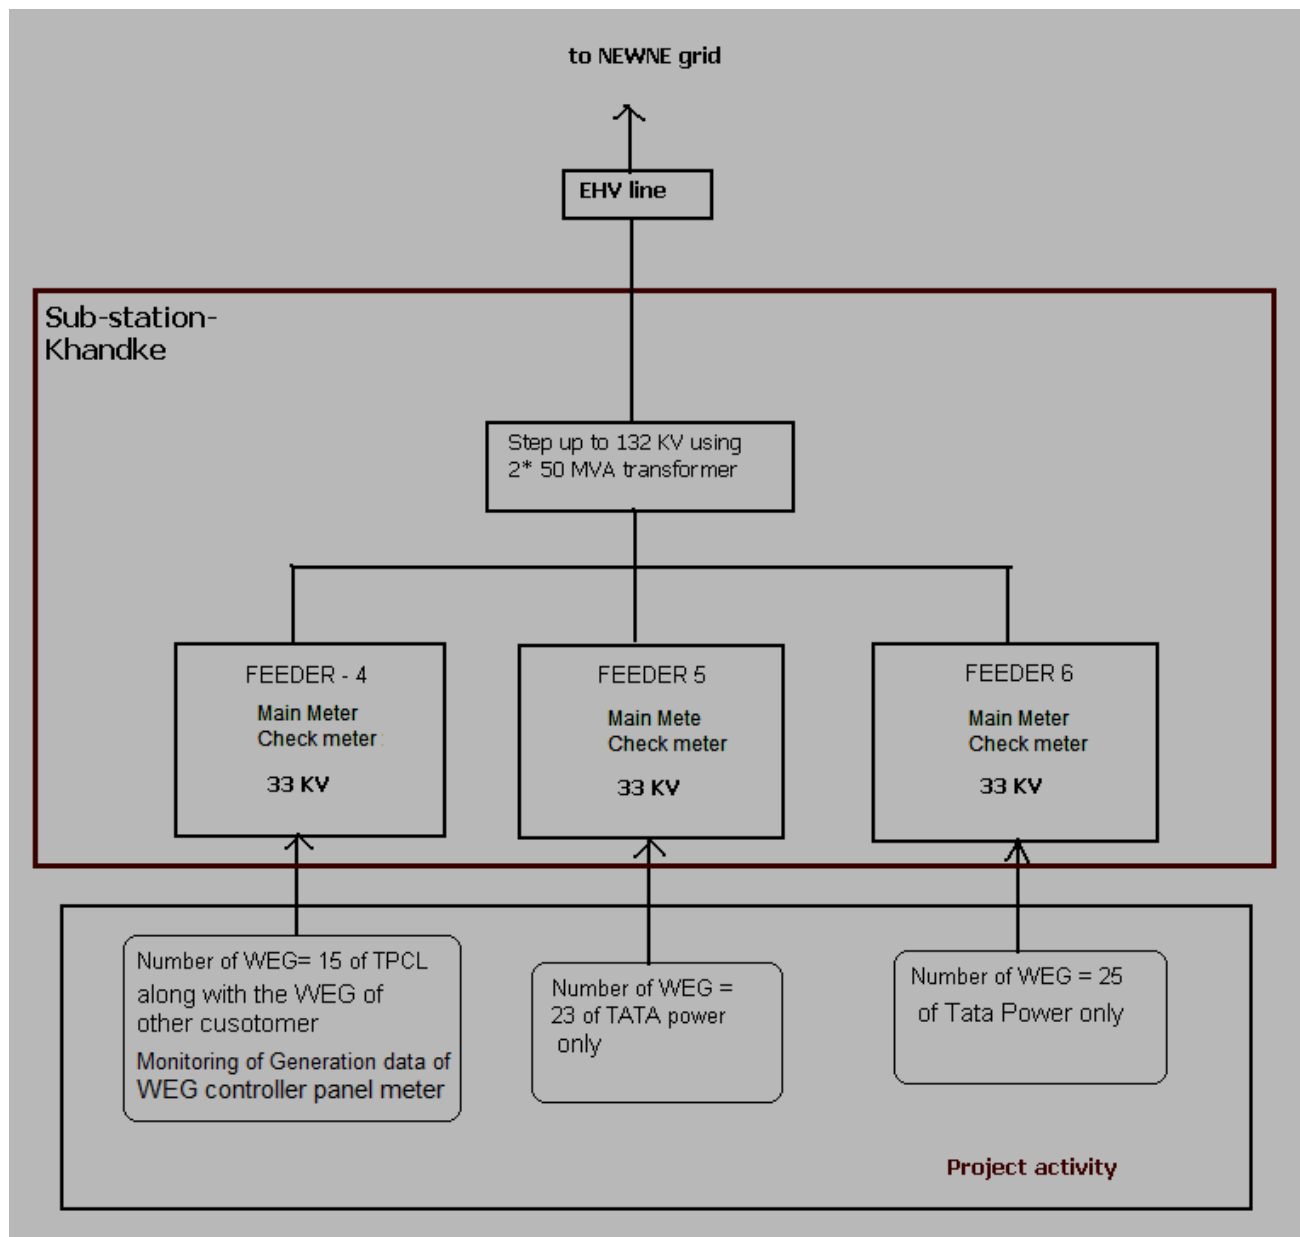 to NEWNE grid
EHV line
Sub-station-
Khandke
Step up to 132 KV using
2* 50 MVA transformer
FEEDER - 4
Main Meter
Check meter
33 KV
FEEDER 5
Main Mete
Check meter
33 KV
FEEDER 6
Main Meter
Check meter
33 KV
Number of WEG= 15 of TPCL
along with the WEG of
other cusotomer
Monitoring of Generation data of
WEG controller panel meter
Number of WEG =
23 of TATA power
only
Number of WEG = 25
of Tata Power only
Project activity